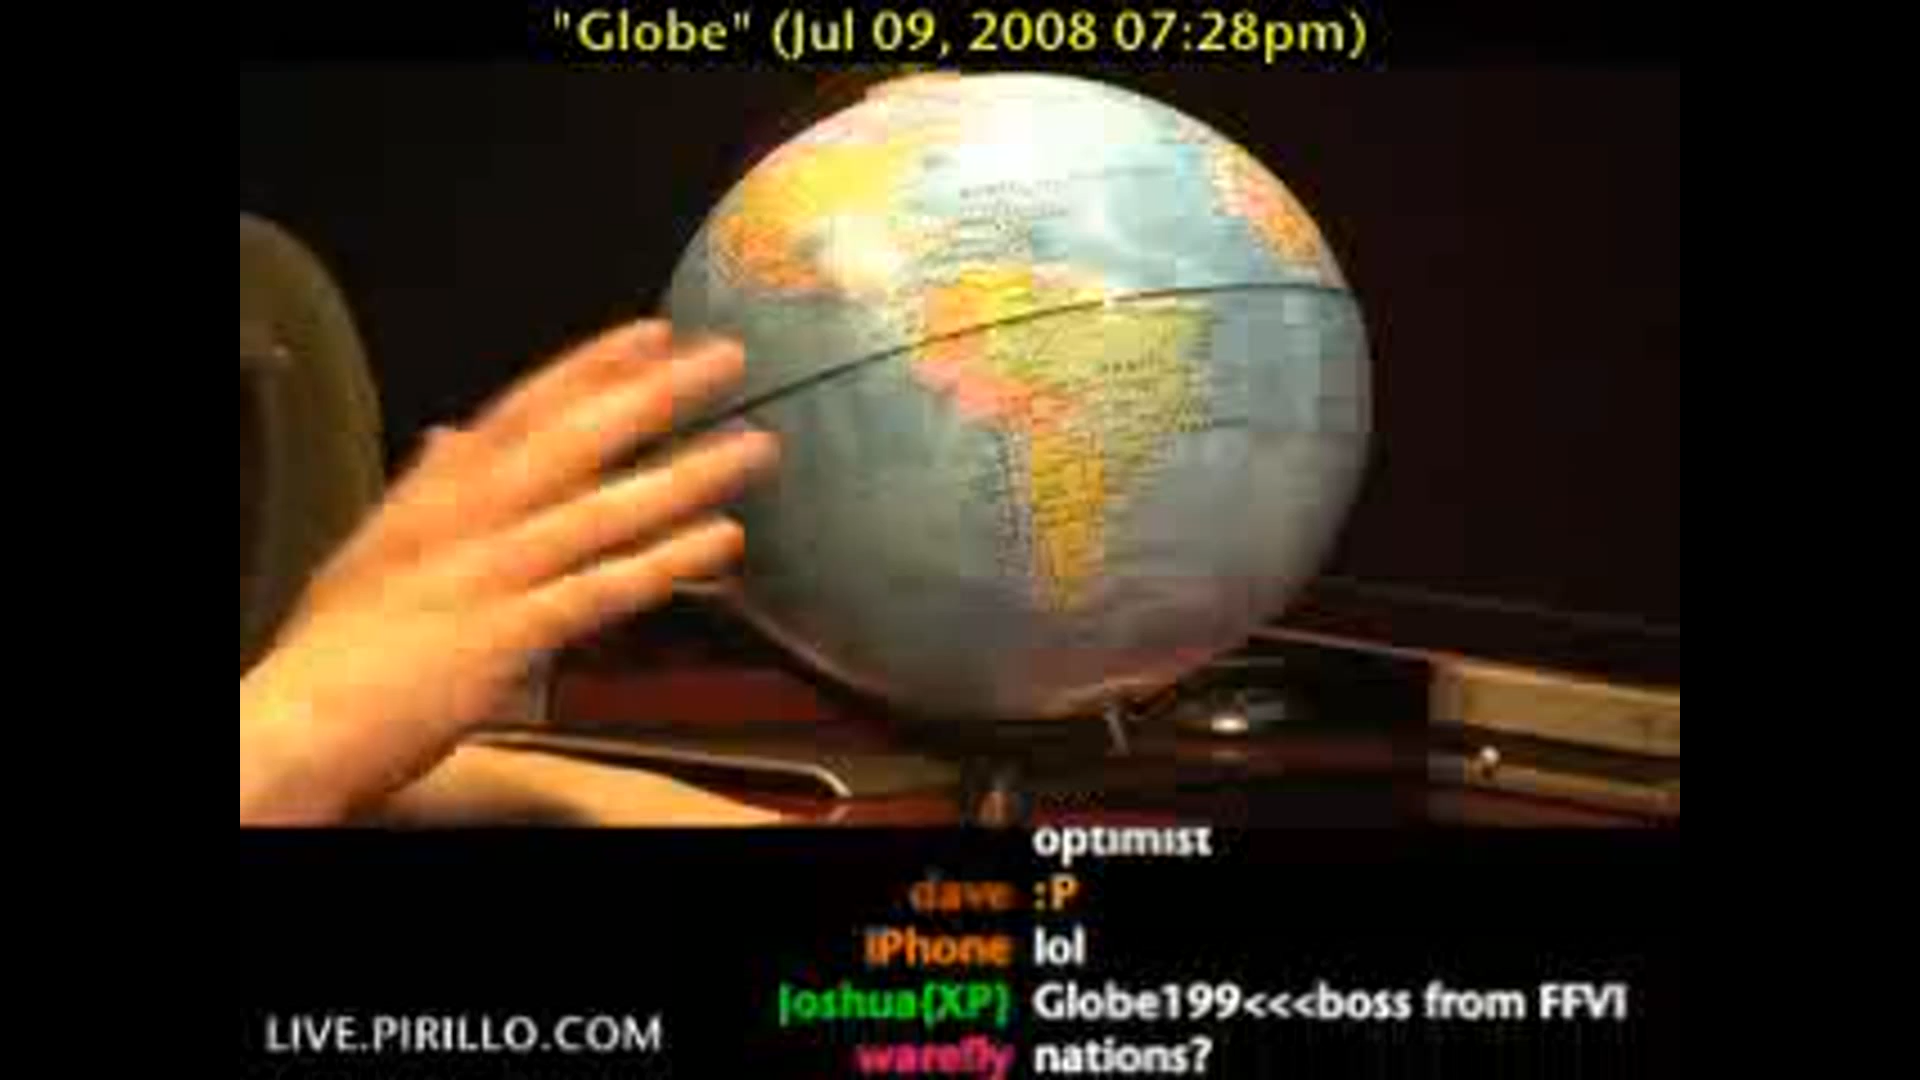 "Globe" (Jul 09, 2008 07:28pm)
optimist
dave :P
iPhone lol
joshua(XP) Globe199<<<boss from FFVI
LIVE.PIRILLO.COM
warefly nations?